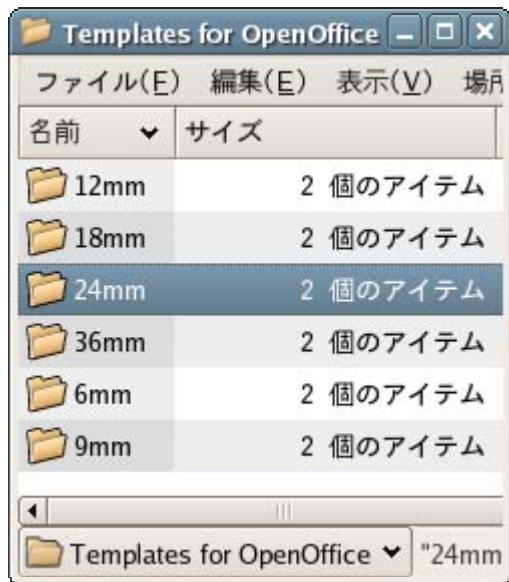 Templates for OpenOffice
ファイル(F) 編集(E) 表示(V) 場所
名前 サイズ
12mm 2 個のアイテム
18mm 2 個のアイテム
24mm 2 個のアイテム
36mm 2 個のアイテム
6mm 2 個のアイテム
9mm 2 個のアイテム
Templates for OpenOffice "24mm